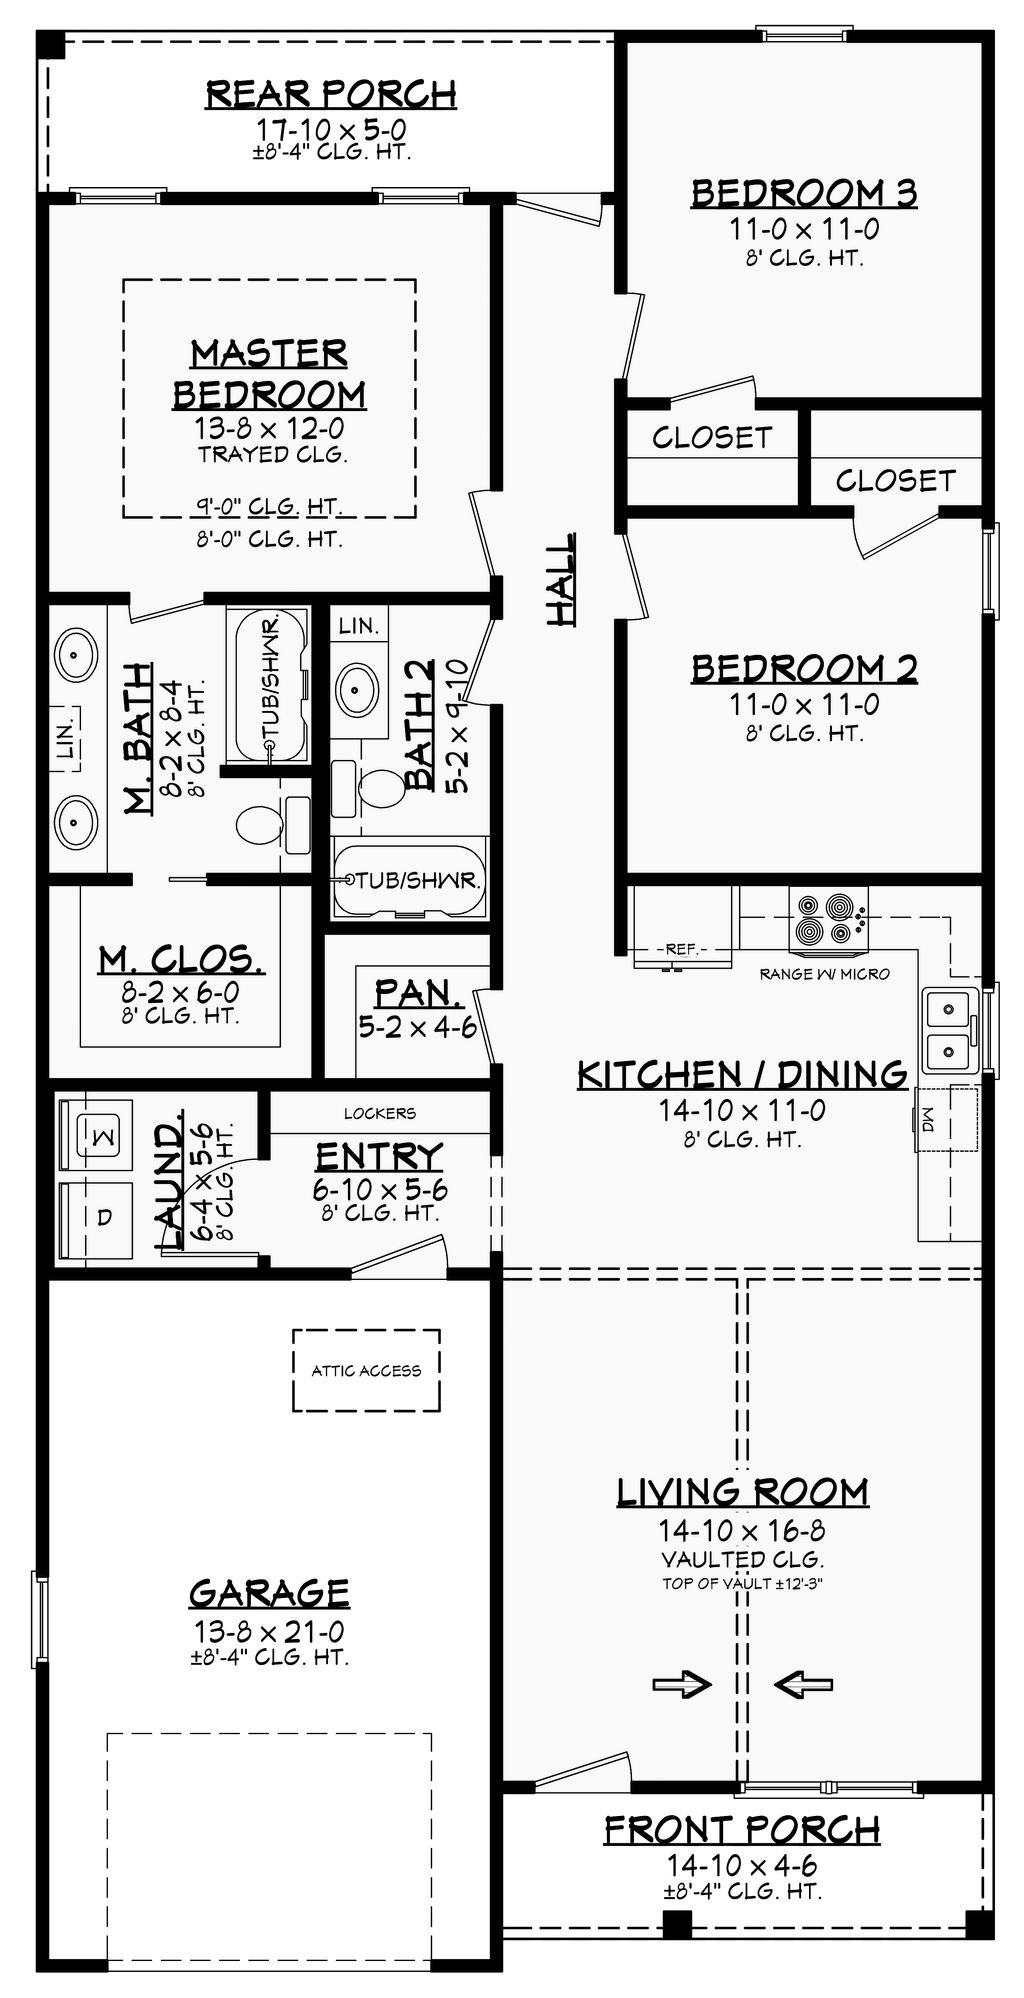 REAR PORCH
17-10 x 5-0
±8'-4" CLG. HT.
BEDROOM 3
11-0 x 11-0
8' CLG. HT.
MASTER
BEDROOM
13-8 x 12-0
TRAYED CLG.
9'-0" CLG. HT.
8'-0" CLG. HT.
CLOSET
CLOSET
HALL
BEDROOM 2
11-0 x 11-0
8' CLG. HT.
LIN.
M. BATH
8-2 x 8-4
8' CLG. HT.
TUB/SHWR.
LIN.
BATH 2
5-2 x 9-10
TUB/SHWR.
M. CLOS.
8-2 x 6-0
8' CLG. HT.
PAN.
5-2 x 4-6
REF.
RANGE W/ MICRO
KITCHEN / DINING
14-10 x 11-0
8' CLG. HT.
DW
W
D
LAUND.
6-4 x 5-6
8' CLG. HT.
LOCKERS
ENTRY
6-10 x 5-6
8' CLG. HT.
ATTIC ACCESS
LIVING ROOM
14-10 x 16-8
VAULTED CLG.
TOP OF VAULT ±12'-3"
GARAGE
13-8 x 21-0
±8'-4" CLG. HT.
FRONT PORCH
14-10 x 4-6
±8'-4" CLG. HT.